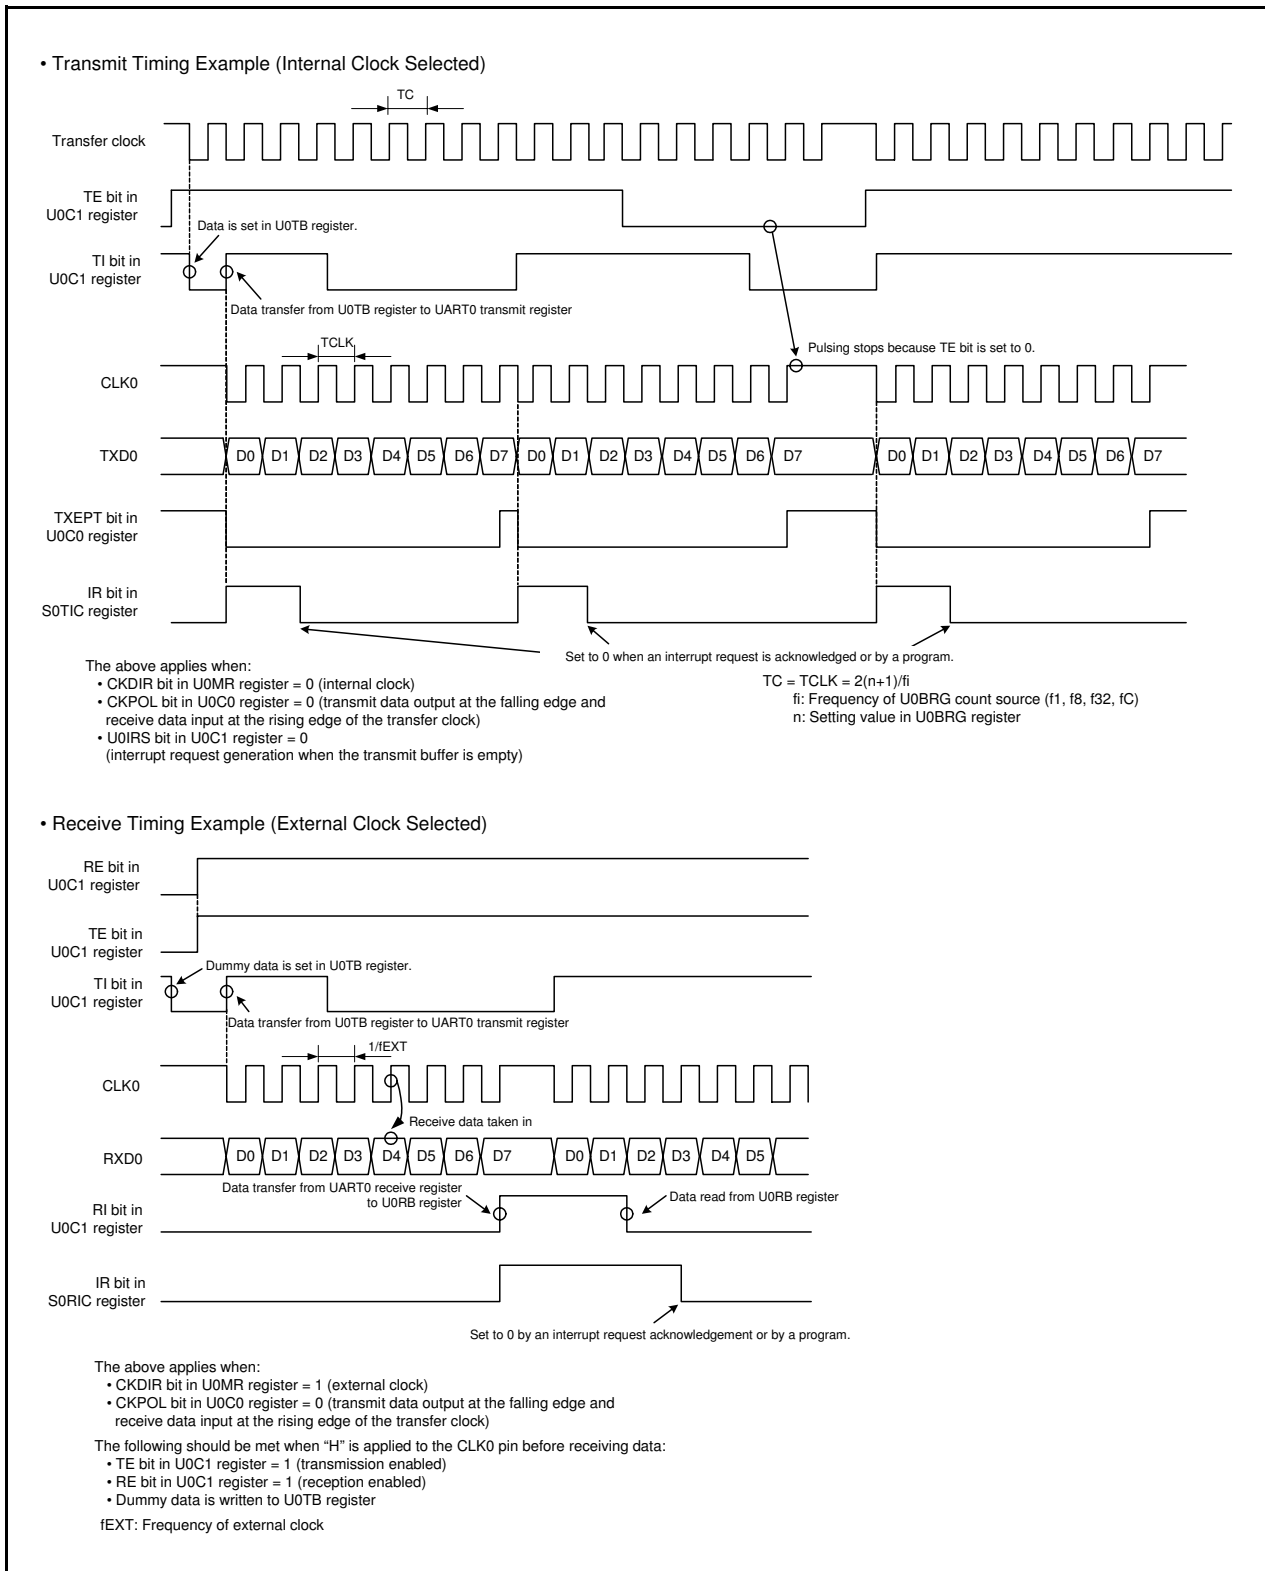 • Transmit Timing Example (Internal Clock Selected)
TC
Transfer clock
TE bit in
U0C1 register
Data is set in U0TB register.
TI bit in
U0C1 register
Data transfer from U0TB register to UART0 transmit register
TCLK
Pulsing stops because TE bit is set to 0.
CLK0
TXD0 D0 D1 D2 D3 D4 D5 D6 D7 D0 D1 D2 D3 D4 D5 D6 D7 D0 D1 D2 D3 D4 D5 D6 D7
TXEPT bit in
U0C0 register
IR bit in
S0TIC register
Set to 0 when an interrupt request is acknowledged or by a program.
The above applies when:
• CKDIR bit in U0MR register = 0 (internal clock)
• CKPOL bit in U0C0 register = 0 (transmit data output at the falling edge and
receive data input at the rising edge of the transfer clock)
• U0IRS bit in U0C1 register = 0
(interrupt request generation when the transmit buffer is empty)
TC = TCLK = 2(n+1)/fi
fi: Frequency of U0BRG count source (f1, f8, f32, fC)
n: Setting value in U0BRG register
• Receive Timing Example (External Clock Selected)
RE bit in
U0C1 register
TE bit in
U0C1 register
Dummy data is set in U0TB register.
TI bit in
U0C1 register
Data transfer from U0TB register to UART0 transmit register
1/fEXT
CLK0
Receive data taken in
RXD0 D0 D1 D2 D3 D4 D5 D6 D7 D0 D1 D2 D3 D4 D5
Data transfer from UART0 receive register
to U0RB register
Data read from U0RB register
RI bit in
U0C1 register
IR bit in
S0RIC register
Set to 0 by an interrupt request acknowledgement or by a program.
The above applies when:
• CKDIR bit in U0MR register = 1 (external clock)
• CKPOL bit in U0C0 register = 0 (transmit data output at the falling edge and
receive data input at the rising edge of the transfer clock)
The following should be met when “H” is applied to the CLK0 pin before receiving data:
• TE bit in U0C1 register = 1 (transmission enabled)
• RE bit in U0C1 register = 1 (reception enabled)
• Dummy data is written to U0TB register
fEXT: Frequency of external clock